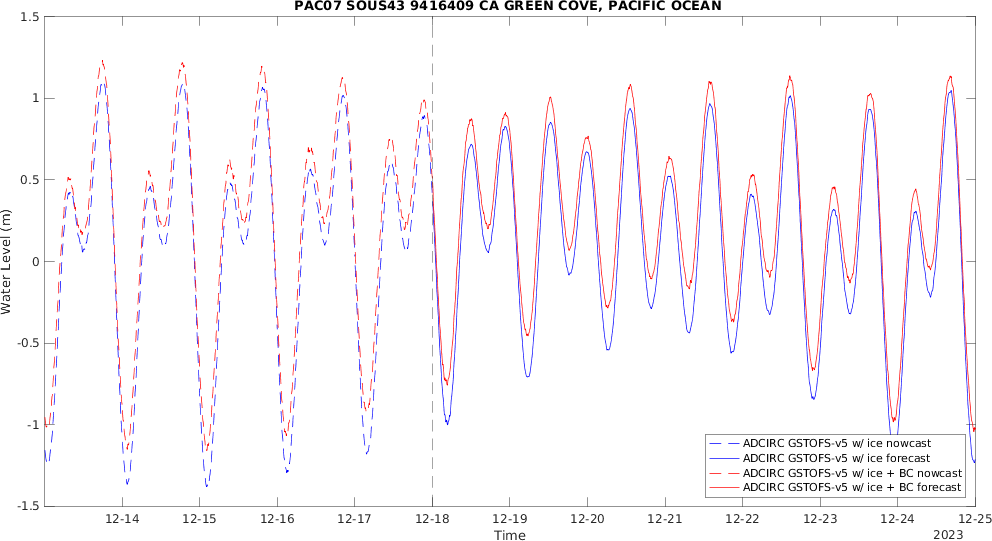 PAC07 SOUS43 9416409 CA GREEN COVE, PACIFIC OCEAN
1.5
1
0.5
0
-0.5
-1
-1.5
Water Level (m)
12-14 12-15 12-16 12-17 12-18 12-19 12-20 12-21 12-22 12-23 12-24 12-25
Time
2023
ADCIRC GSTOFS-v5 w/ ice nowcast
ADCIRC GSTOFS-v5 w/ ice forecast
ADCIRC GSTOFS-v5 w/ ice + BC nowcast
ADCIRC GSTOFS-v5 w/ ice + BC forecast